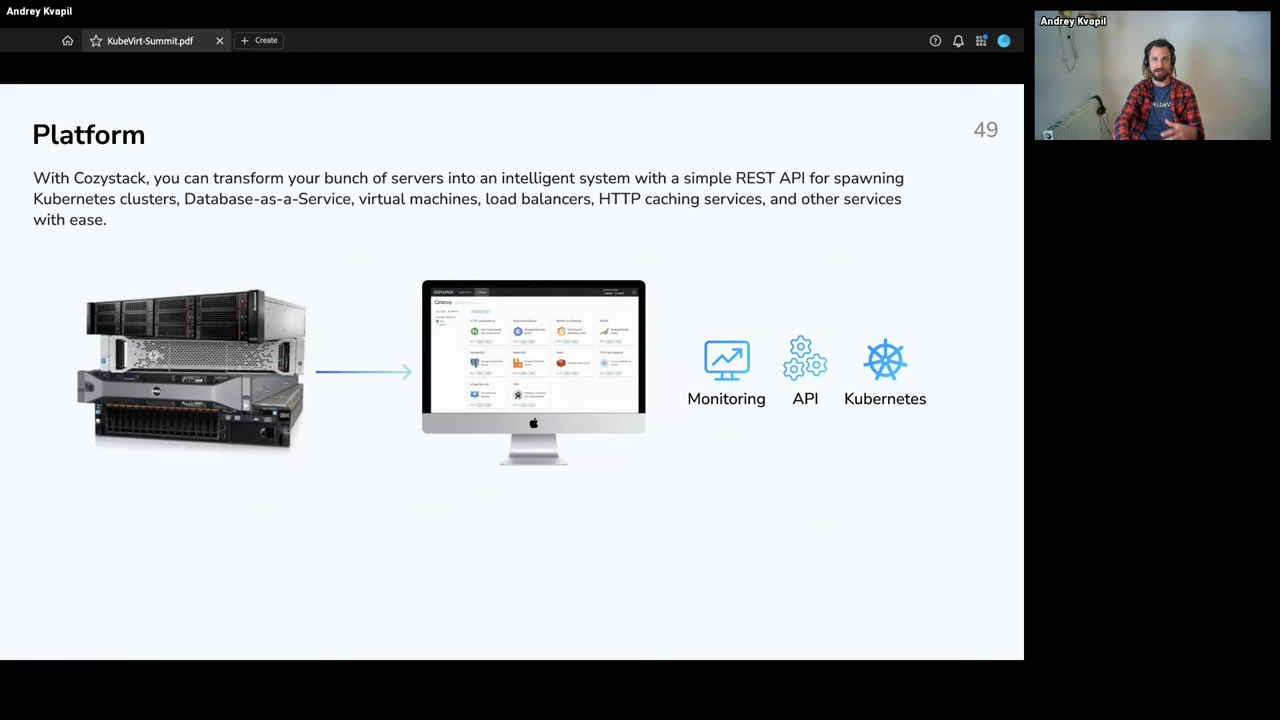 Andrey Kvapil
KubeVirt-Summit.pdf
Create
Andrey Kvapil
Platform
49
With Cozystack, you can transform your bunch of servers into an intelligent system with a simple REST API for spawning
Kubernetes clusters, Database-as-a-Service, virtual machines, load balancers, HTTP caching services, and other services
with ease.
Catalog
Monitoring
API
Kubernetes